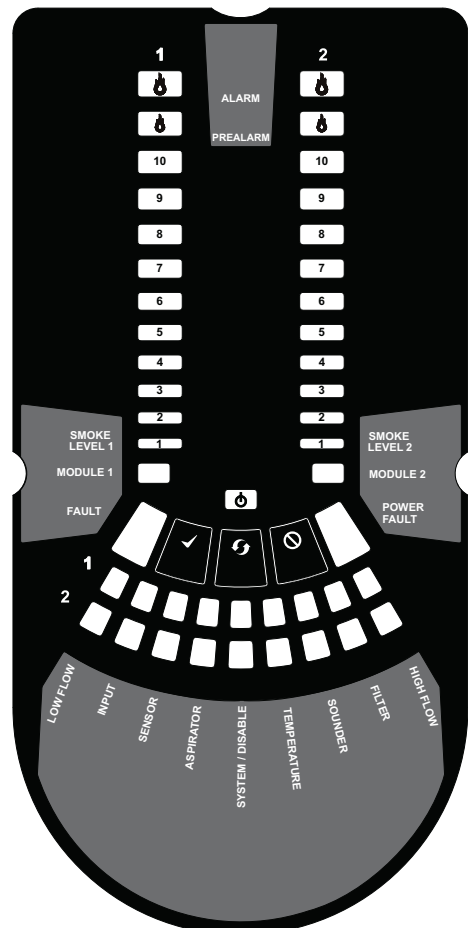 1
2
ALARM
PREALARM
10
10
9
9
8
8
7
7
6
6
5
5
4
4
3
3
2
2
1
1
SMOKE
LEVEL 1
SMOKE
LEVEL 2
MODULE 1
MODULE 2
FAULT
POWER
FAULT
1
2
LOW FLOW
INPUT
SENSOR
ASPIRATOR
SYSTEM / DISABLE
TEMPERATURE
SOUNDER
FILTER
HIGH FLOW